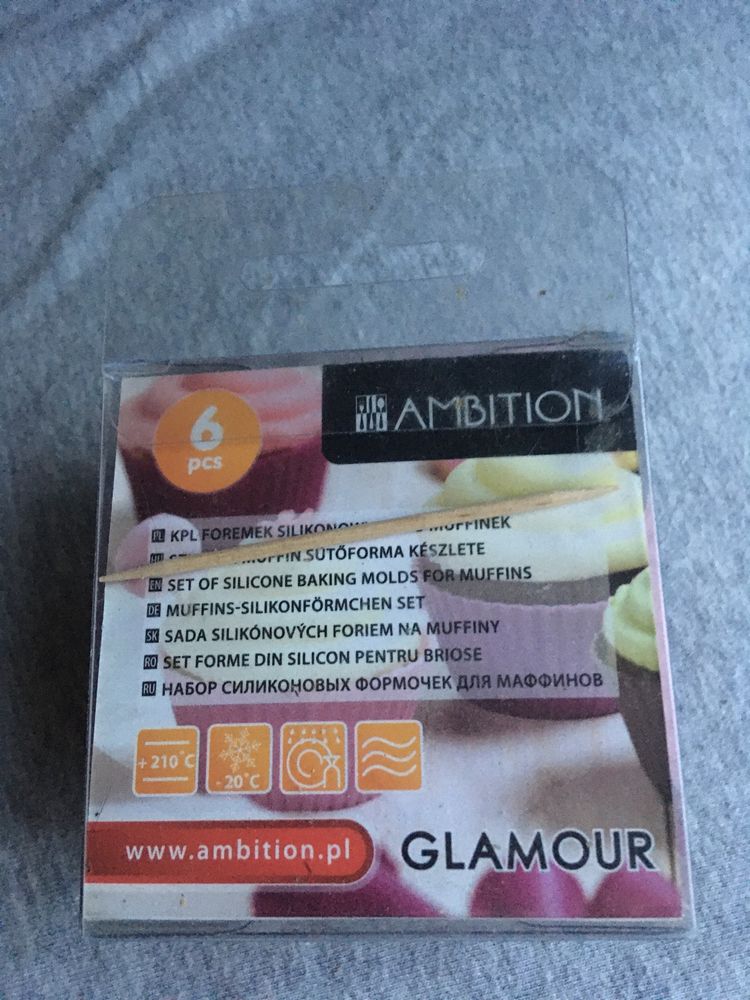 6
pcs
AMBITION
PL KPL FOREMEK MUFFINEK
HU MUFFIN SÜTŐFORMA KÉSZLETE
EN SET OF SILICONE BAKING MOLDS FOR MUFFINS
DE MUFFINS-SILIKONFÖRMCHEN SET
SK SADA SILIKÓNOVÝCH FORIEM NA MUFFINY
RO SET FORME DIN SILICON PENTRU BRIOSE
RU НАБОР СИЛИКОНОВЫХ ФОРМОЧЕК ДЛЯ МАФФИНОВ
+210°C
-20°C
www.ambition.pl
GLAMOUR